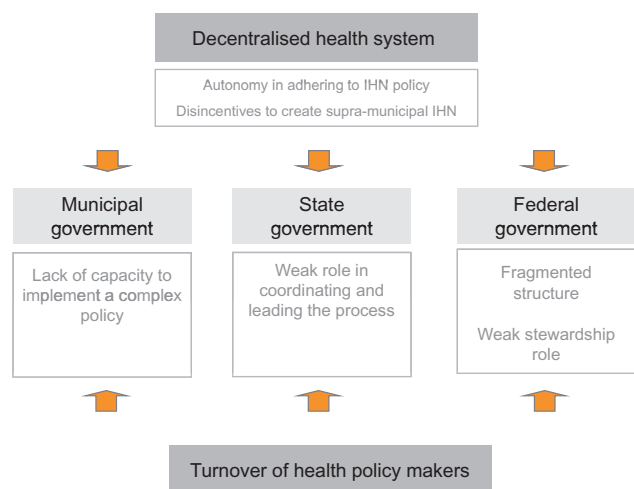 Decentralised health system
Autonomy in adhering to IHN policy
Disincentives to create supra-municipal IHN
Municipal
government
Lack of capacity to
implement a complex
policy
State
government
Weak role in
coordinating and
leading the process
Federal
government
Fragmented
structure
Weak stewardship
role
Turnover of health policy makers